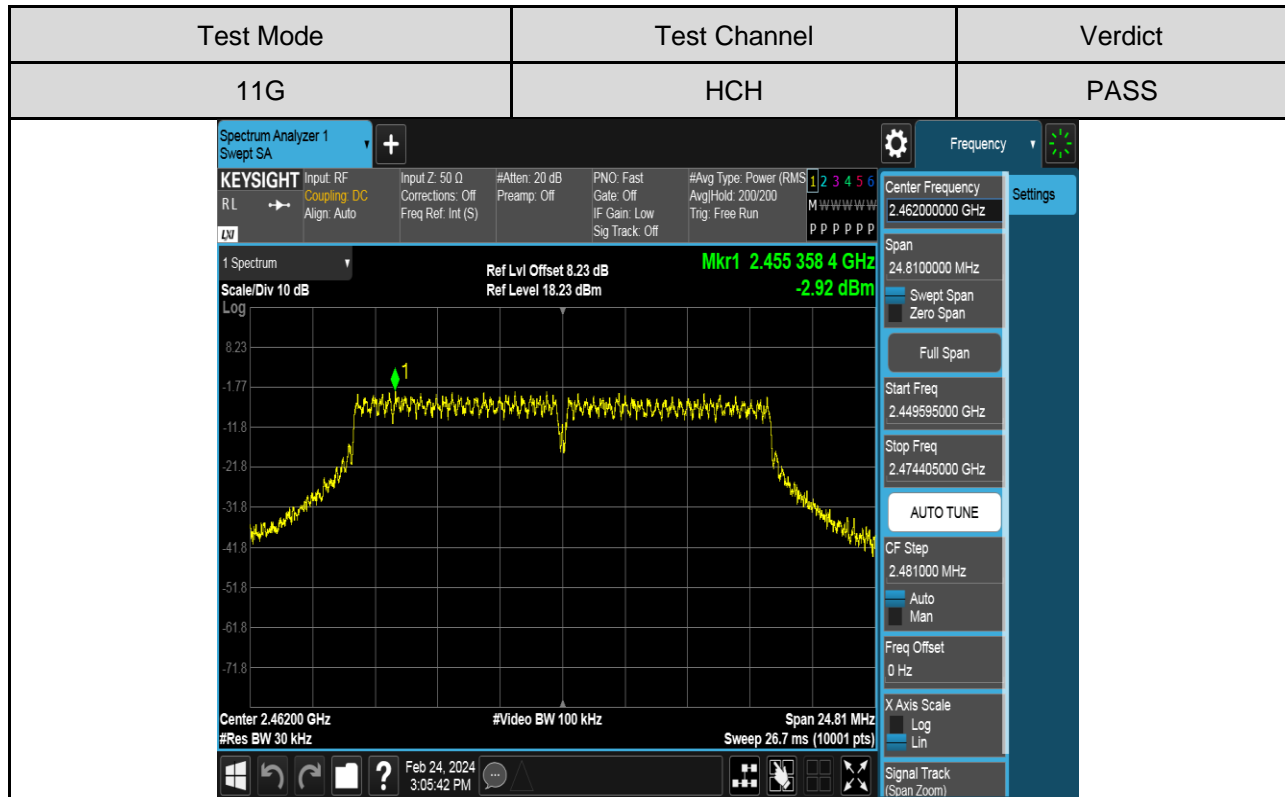 Test Mode Test Channel Verdict
11G HCH PASS
Spectrum Analyzer 1
Swept SA
+
Frequency
KEYSIGHT
RL
LXI
Input: RF
Coupling: DC
Align: Auto
Input Z: 50 Ω
Corrections: Off
Freq Ref: Int (S)
#Atten: 20 dB
Preamp: Off
PNO: Fast
Gate: Off
IF Gain: Low
Sig Track: Off
#Avg Type: Power (RMS
Avg|Hold: 200/200
Trig: Free Run
1 2 3 4 5 6
M W W W W W
P P P P P P
1 Spectrum
Scale/Div 10 dB
Log
Ref Lvl Offset 8.23 dB
Ref Level 18.23 dBm
Mkr1 2.455 358 4 GHz
-2.92 dBm
8.23
-1.77
-11.8
-21.8
-31.8
-41.8
-51.8
-61.8
-71.8
1
Center 2.46200 GHz
#Res BW 30 kHz
#Video BW 100 kHz
Span 24.81 MHz
Sweep 26.7 ms (10001 pts)
?
Feb 24, 2024
3:05:42 PM
Center Frequency
2.462000000 GHz
Settings
Span
24.8100000 MHz
Swept Span
Zero Span
Full Span
Start Freq
2.449595000 GHz
Stop Freq
2.474405000 GHz
AUTO TUNE
CF Step
2.481000 MHz
Auto
Man
Freq Offset
0 Hz
X Axis Scale
Log
Lin
Signal Track
(Span Zoom)